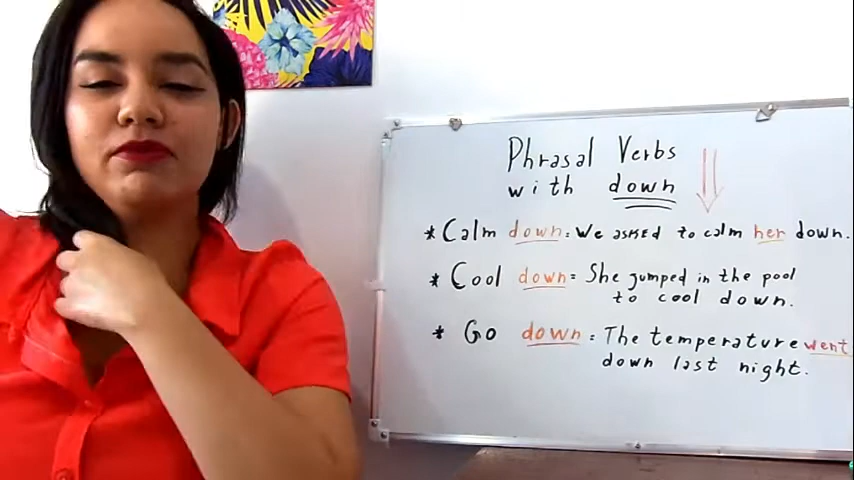 Phrasal Verbs
with down
* Calm down: We asked to calm her down.
* Cool down = She jumped in the pool
to cool down.
* Go down : The temperature went
down last night.